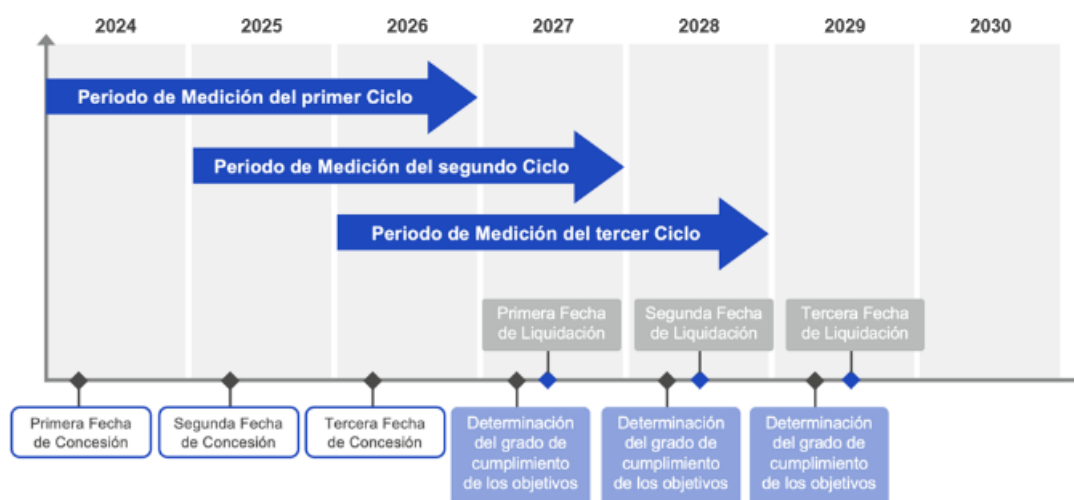 2024 2025 2026 2027 2028 2029 2030
Periodo de Medición del primer Ciclo
Periodo de Medición del segundo Ciclo
Periodo de Medición del tercer Ciclo
Primera Fecha
de Liquidación
Segunda Fecha
de Liquidación
Tercera Fecha
de Liquidación
Primera Fecha
de Concesión
Segunda Fecha
de Concesión
Tercera Fecha
de Concesión
Determinación
del grado de
cumplimiento
de los objetivos
Determinación
del grado de
cumplimiento
de los objetivos
Determinación
del grado de
cumplimiento
de los objetivos